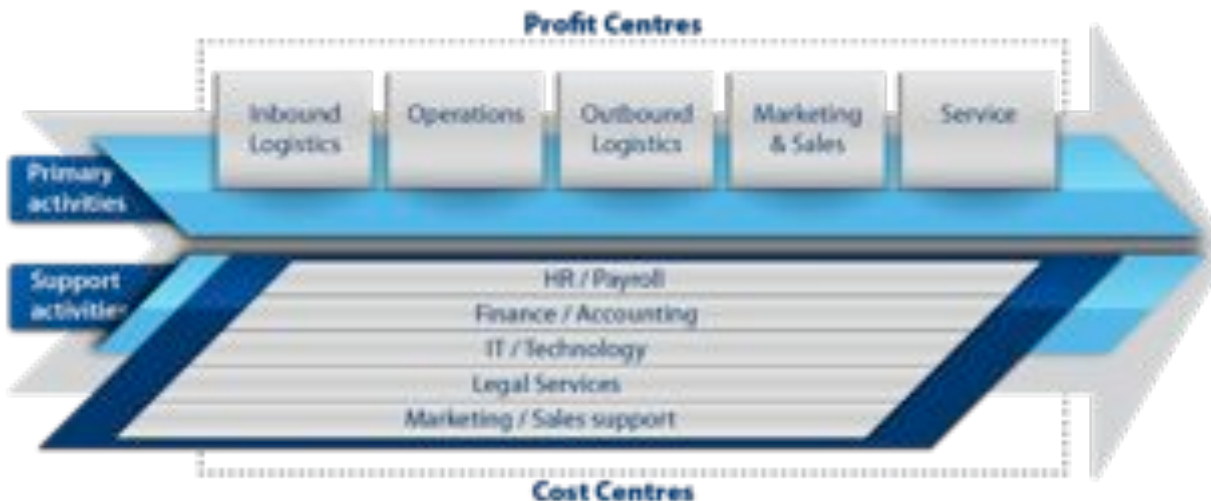 Profit Centres
Inbound
Logistics
Operations
Outbound
Logistics
Marketing
& Sales
Service
Primary
activities
Support
activities
HR / Payroll
Finance / Accounting
IT / Technology
Legal Services
Marketing / Sales support
Cost Centres